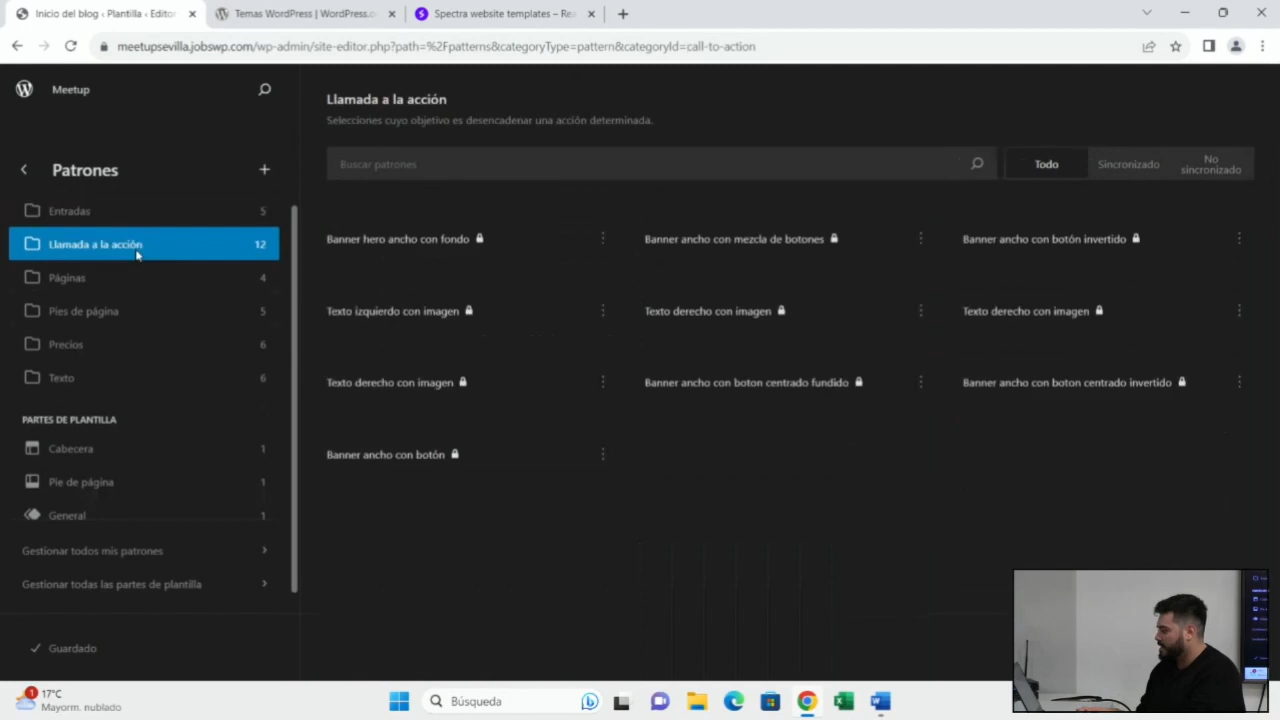 Inicio del blog ‹ Plantilla ‹ Editor
Temas WordPress | WordPress.o
Spectra website templates – Rea
meetupsevilla.jobswp.com/wp-admin/site-editor.php?path=%2Fpatterns&categoryType=pattern&categoryId=call-to-action
Meetup
Patrones
Entradas 5
Llamada a la acción 12
Páginas 4
Pies de página 5
Precios 6
Texto 6
PARTES DE PLANTILLA
Cabecera 1
Pie de página 1
General 1
Gestionar todos mis patrones
Gestionar todas las partes de plantilla
Guardado
Llamada a la acción
Selecciones cuyo objetivo es desencadenar una acción determinada.
Buscar patrones
Todo
Sincronizado
No
sincronizado
Banner hero ancho con fondo
Banner ancho con mezcla de botones
Banner ancho con botón invertido
Texto izquierdo con imagen
Texto derecho con imagen
Texto derecho con imagen
Texto derecho con imagen
Banner ancho con boton centrado fundido
Banner ancho con boton centrado invertido
Banner ancho con botón
1
17°C
Mayorm. nublado
Búsqueda